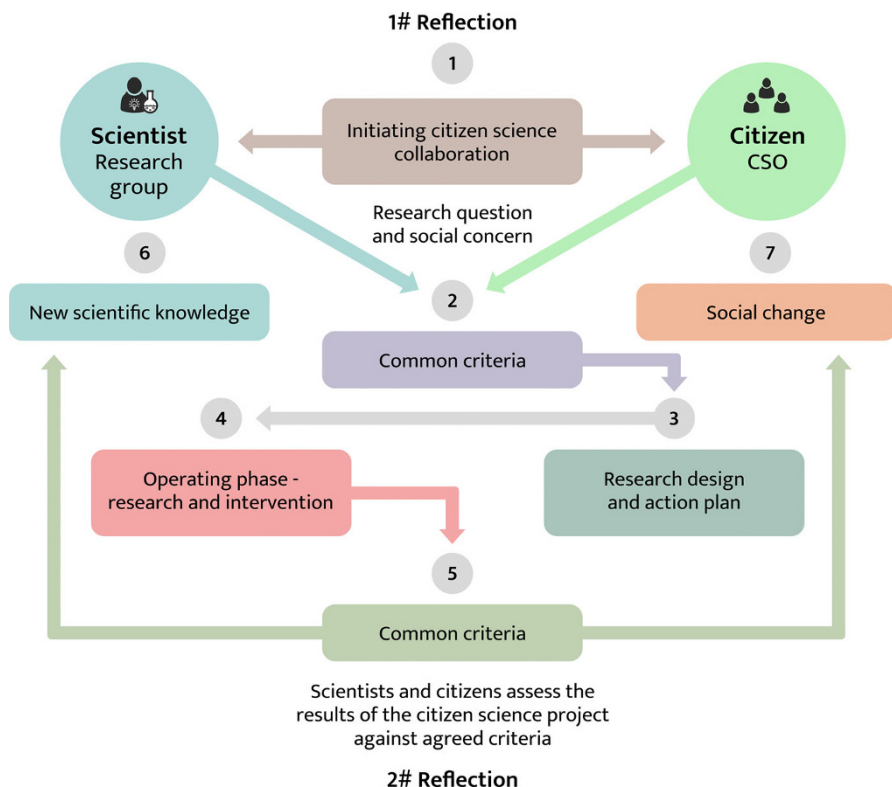 1# Reflection
1
Scientist
Research
group
Initiating citizen science
collaboration
Citizen
CSO
Research question
and social concern
6
7
2
New scientific knowledge
Social change
Common criteria
4
3
Operating phase -
research and intervention
Research design
and action plan
5
Common criteria
Scientists and citizens assess the
results of the citizen science project
against agreed criteria
2# Reflection